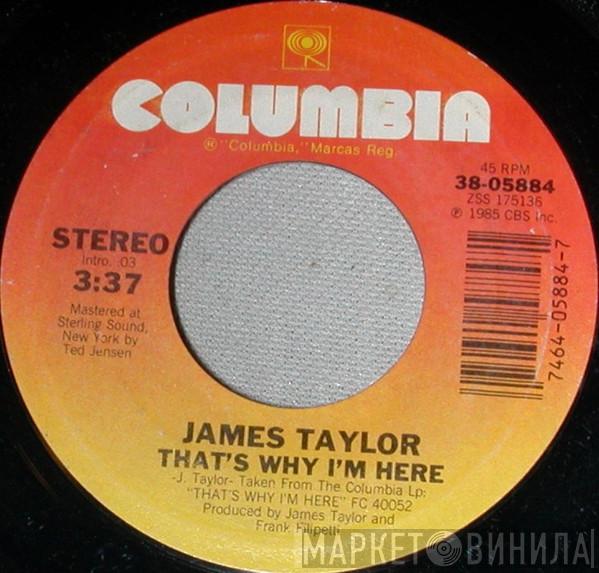 COLUMBIA
® "Columbia," Marcas Reg.
45 RPM
38-05884
ZSS 175136
℗ 1985 CBS Inc.
STEREO
Intro. :03
3:37
Mastered at
Sterling Sound,
New York by
Ted Jensen
7464-05884-7
JAMES TAYLOR
THAT'S WHY I'M HERE
-J. Taylor- Taken From The Columbia Lp:
"THAT'S WHY I'M HERE" FC 40052
Produced by James Taylor and
Frank Filipetti
МАРКЕТ ВИНИЛА